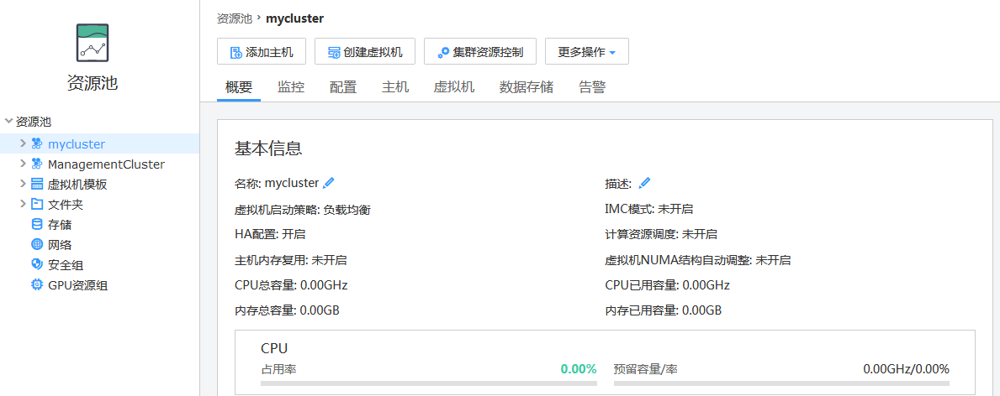 资源池
资源池
mycluster
ManagementCluster
虚拟机模板
文件夹
存储
网络
安全组
GPU资源组
资源池 › mycluster
添加主机 创建虚拟机 集群资源控制 更多操作
概要 监控 配置 主机 虚拟机 数据存储 告警
基本信息
名称: mycluster 描述:
虚拟机启动策略: 负载均衡 IMC模式: 未开启
HA配置: 开启 计算资源调度: 未开启
主机内存复用: 未开启 虚拟机NUMA结构自动调整: 未开启
CPU总容量: 0.00GHz CPU已用容量: 0.00GHz
内存总容量: 0.00GB 内存已用容量: 0.00GB
CPU
占用率 0.00% 预留容量/率 0.00GHz/0.00%